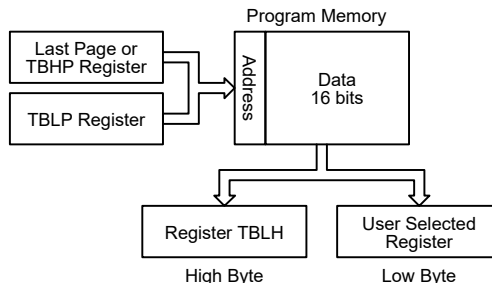 Program Memory
Last Page or
TBHP Register
TBLP Register
Address
Data
16 bits
Register TBLH
User Selected
Register
High Byte
Low Byte